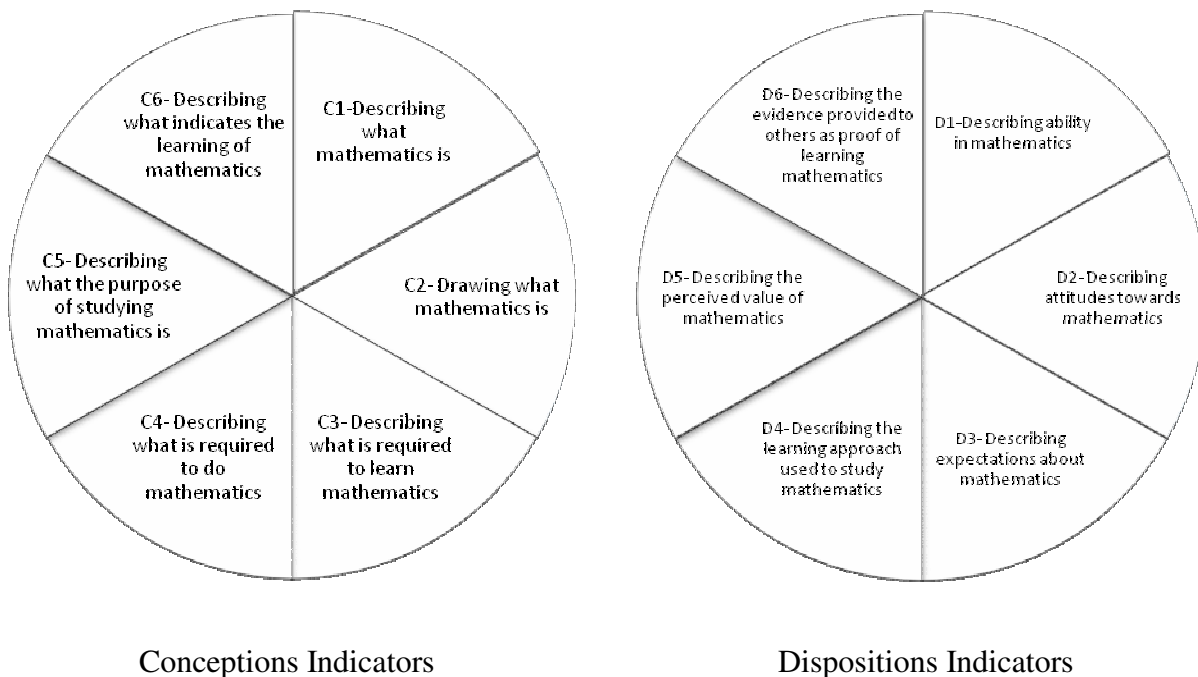 C1-Describing
what
mathematics is
C2- Drawing what
mathematics is
C3- Describing
what is required
to learn
mathematics
C4- Describing
what is required
to do
mathematics
C5- Describing
what the purpose
of studying
mathematics is
C6- Describing
what indicates the
learning of
mathematics
Conceptions Indicators
D1-Describing ability
in mathematics
D2-Describing
attitudes towards
mathematics
D3- Describing
expectations about
mathematics
D4- Describing the
learning approach
used to study
mathematics
D5- Describing the
perceived value of
mathematics
D6- Describing the
evidence provided to
others as proof of
learning
mathematics
Dispositions Indicators